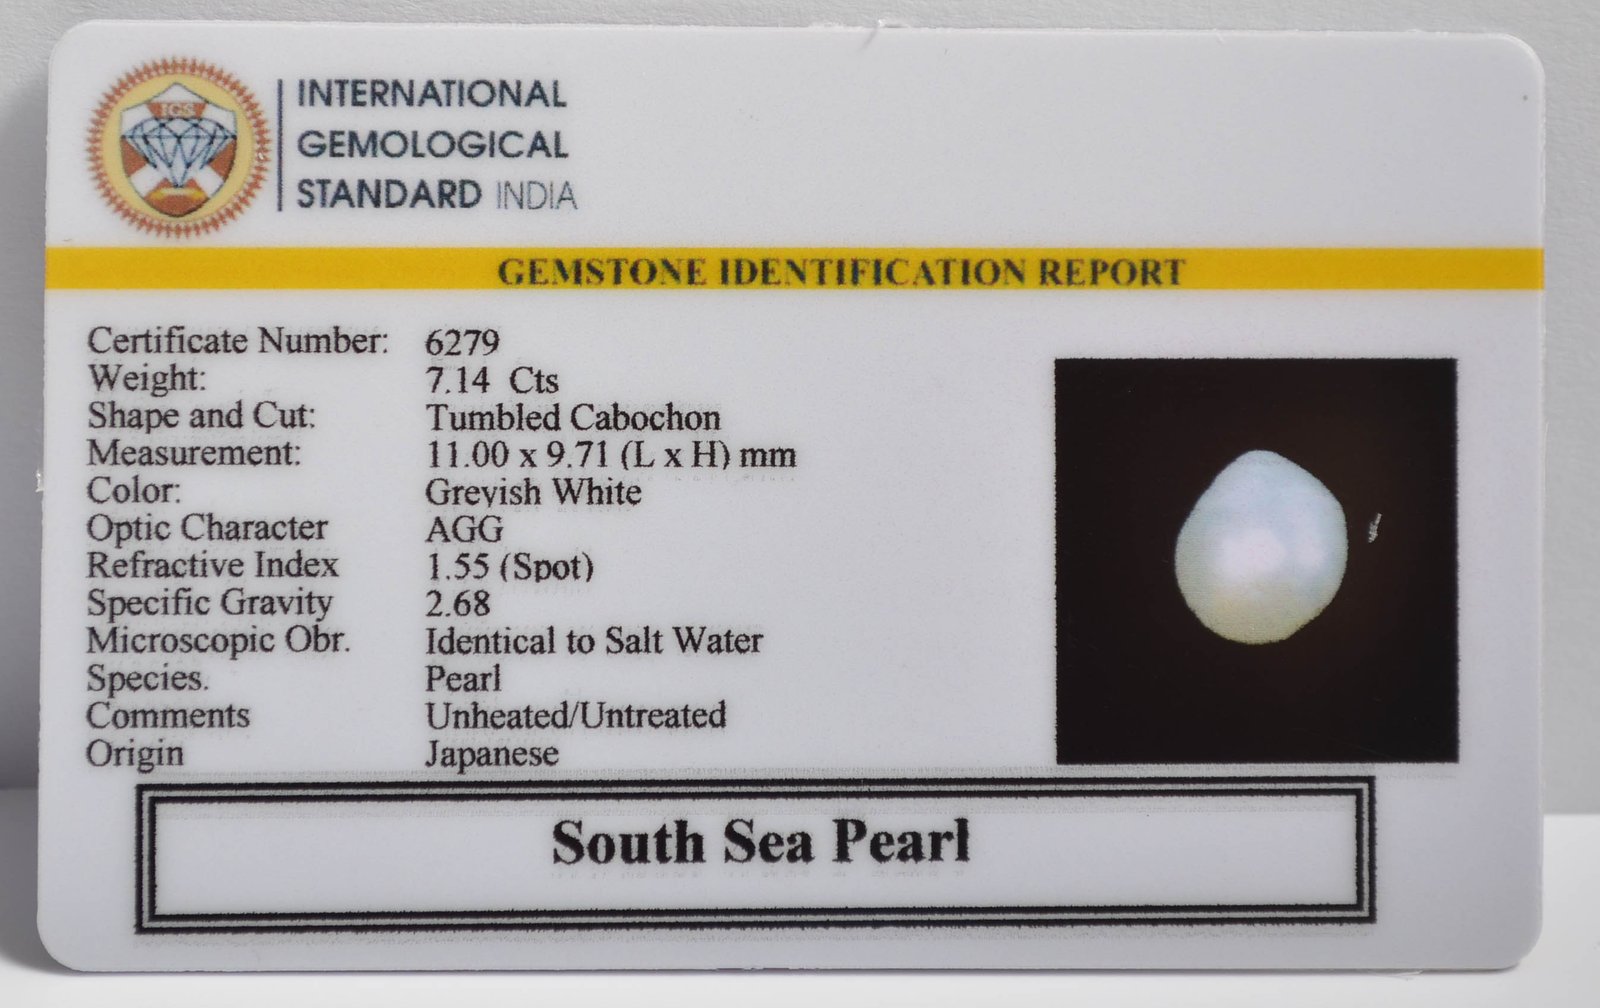 IGS
INTERNATIONAL
GEMOLOGICAL
STANDARD INDIA
GEMSTONE IDENTIFICATION REPORT
Certificate Number: 6279
Weight: 7.14 Cts
Shape and Cut: Tumbled Cabochon
Measurement: 11.00 x 9.71 (L x H) mm
Color: Greyish White
Optic Character AGG
Refractive Index 1.55 (Spot)
Specific Gravity 2.68
Microscopic Obr. Identical to Salt Water
Species. Pearl
Comments Unheated/Untreated
Origin Japanese
South Sea Pearl